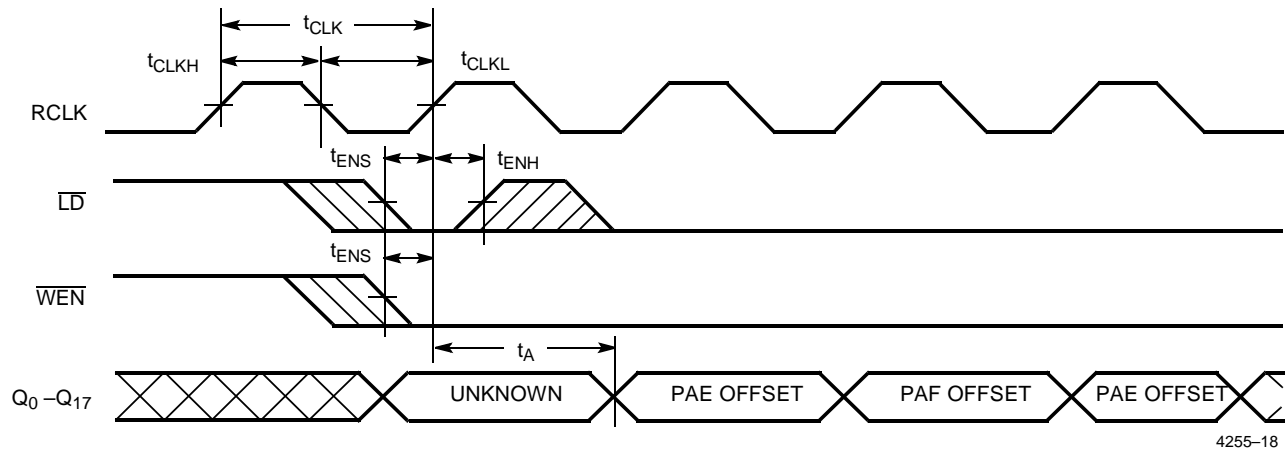 tCLK
tCLKH
tCLKL
RCLK
tENS
tENH
LD
tENS
WEN
tA
Q0 –Q17
UNKNOWN
PAE OFFSET
PAF OFFSET
PAE OFFSET
4255–18